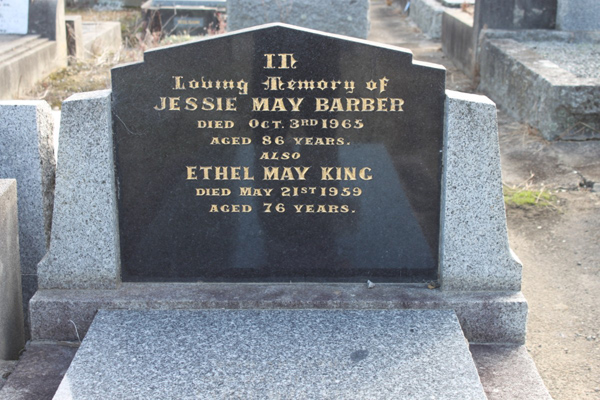 In
Loving Memory of
JESSIE MAY BARBER
DIED OCT. 3RD 1965
AGED 86 YEARS.
ALSO
ETHEL MAY KING
DIED MAY 21ST 1959
AGED 76 YEARS.